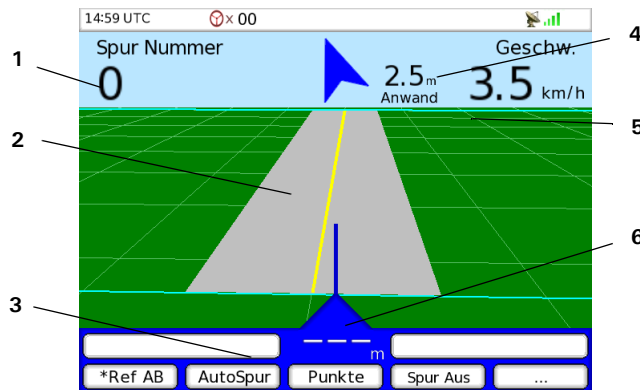 14:59 UTC
× 00
4
Spur Nummer
Geschw.
1
0
2.5 m
3.5 km/h
Anwand
5
2
6
3
— — — m
*Ref AB
AutoSpur
Punkte
Spur Aus
...